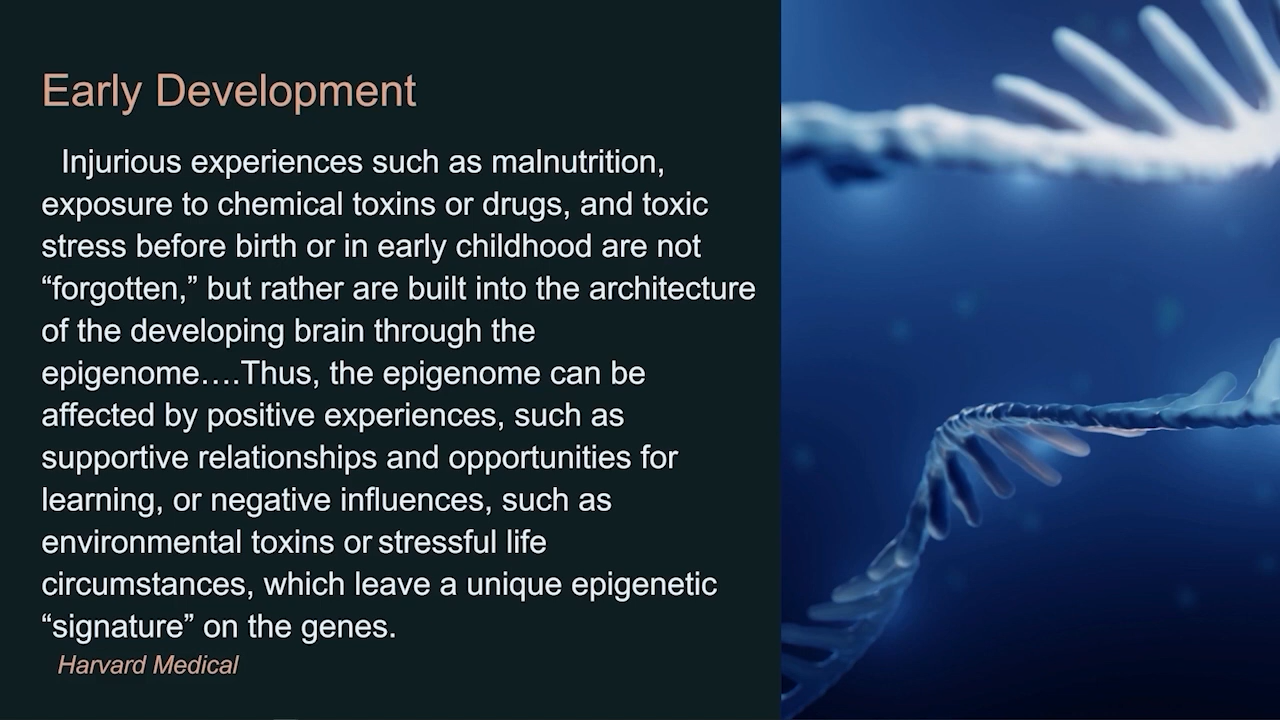 Early Development
Injurious experiences such as malnutrition,
exposure to chemical toxins or drugs, and toxic
stress before birth or in early childhood are not
“forgotten,” but rather are built into the architecture
of the developing brain through the
epigenome….Thus, the epigenome can be
affected by positive experiences, such as
supportive relationships and opportunities for
learning, or negative influences, such as
environmental toxins or stressful life
circumstances, which leave a unique epigenetic
“signature” on the genes.
Harvard Medical